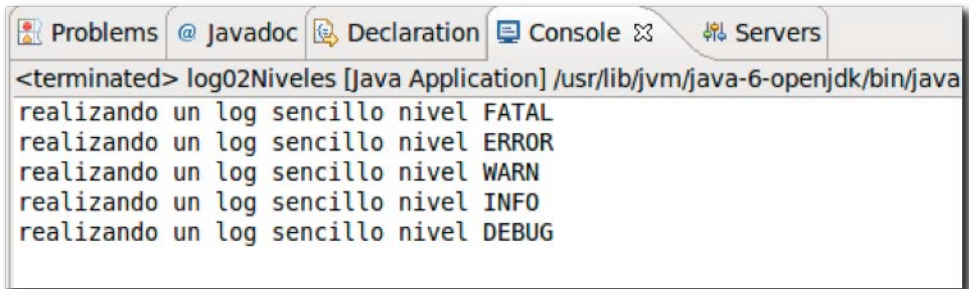 Problems @ Javadoc Declaration Console Servers
<terminated> log02Niveles [Java Application] /usr/lib/jvm/java-6-openjdk/bin/java
realizando un log sencillo nivel FATAL
realizando un log sencillo nivel ERROR
realizando un log sencillo nivel WARN
realizando un log sencillo nivel INFO
realizando un log sencillo nivel DEBUG